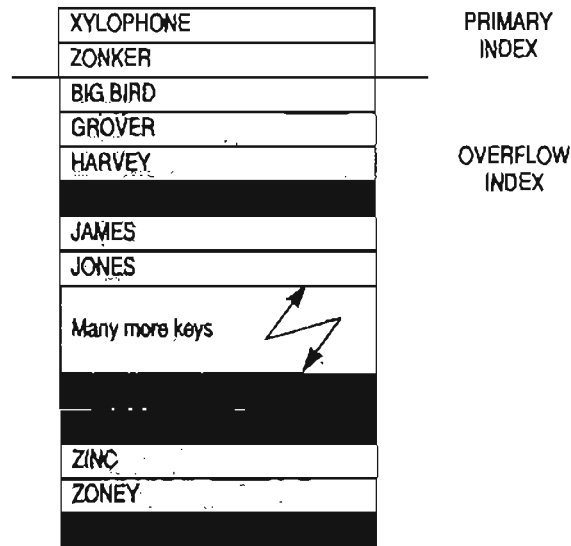 XYLOPHONE
ZONKER
PRIMARY
INDEX
BIG BIRD
GROVER
HARVEY
OVERFLOW
INDEX
JAMES
JONES
Many more keys
ZINC
ZONEY